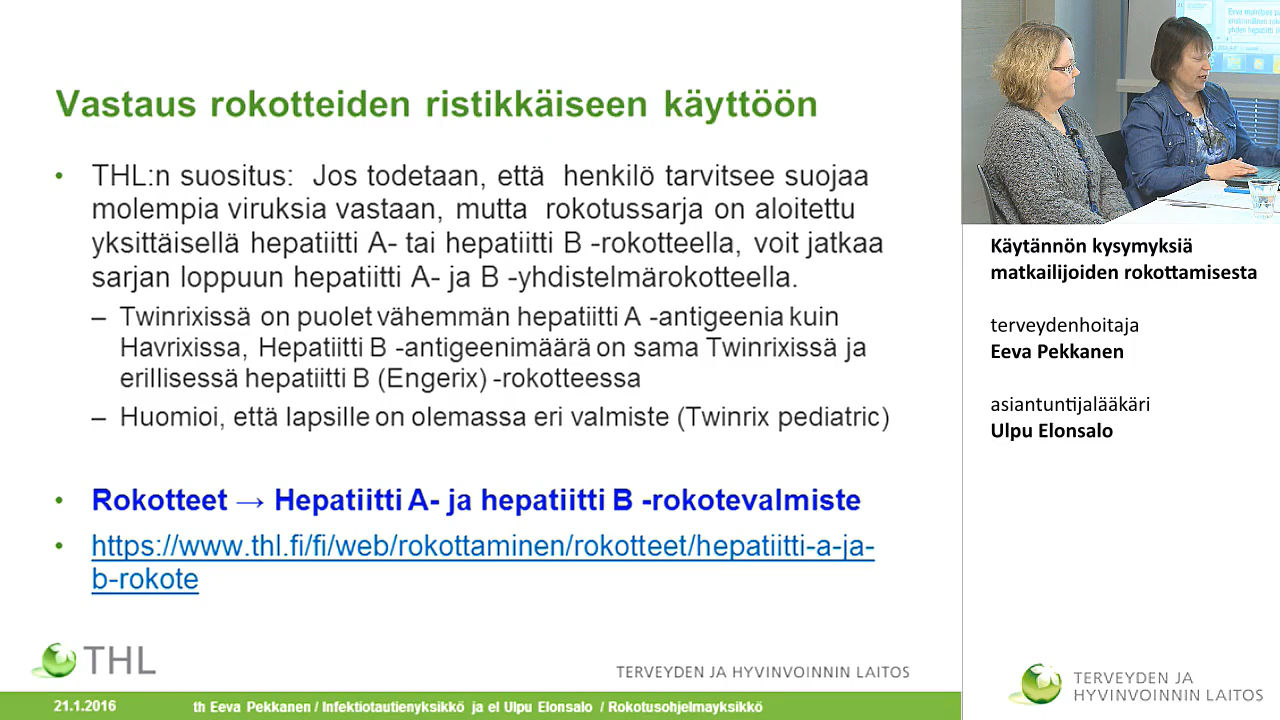 Vastaus rokotteiden ristikkäiseen käyttöön
• THL:n suositus: Jos todetaan, että henkilö tarvitsee suojaa
molempia viruksia vastaan, mutta rokotussarja on aloitettu
yksittäisellä hepatiitti A- tai hepatiitti B -rokotteella, voit jatkaa
sarjan loppuun hepatiitti A- ja B -yhdistelmärokotteella.
– Twinrixissä on puolet vähemmän hepatiitti A -antigeenia kuin
Havrixissa, Hepatiitti B -antigeenimäärä on sama Twinrixissä ja
erillisessä hepatiitti B (Engerix) -rokotteessa
– Huomioi, että lapsille on olemassa eri valmiste (Twinrix pediatric)
• Rokotteet → Hepatiitti A- ja hepatiitti B -rokotevalmiste
• https://www.thl.fi/fi/web/rokottaminen/rokotteet/hepatiitti-a-ja-
b-rokote
THL
TERVEYDEN JA HYVINVOINNIN LAITOS
21.1.2016
th Eeva Pekkanen / Infektiotautienyksikkö ja el Ulpu Elonsalo / Rokotusohjelmayksikkö
Käytännön kysymyksiä
matkailijoiden rokottamisesta
terveydenhoitaja
Eeva Pekkanen
asiantuntijalääkäri
Ulpu Elonsalo
TERVEYDEN JA
HYVINVOINNIN LAITOS